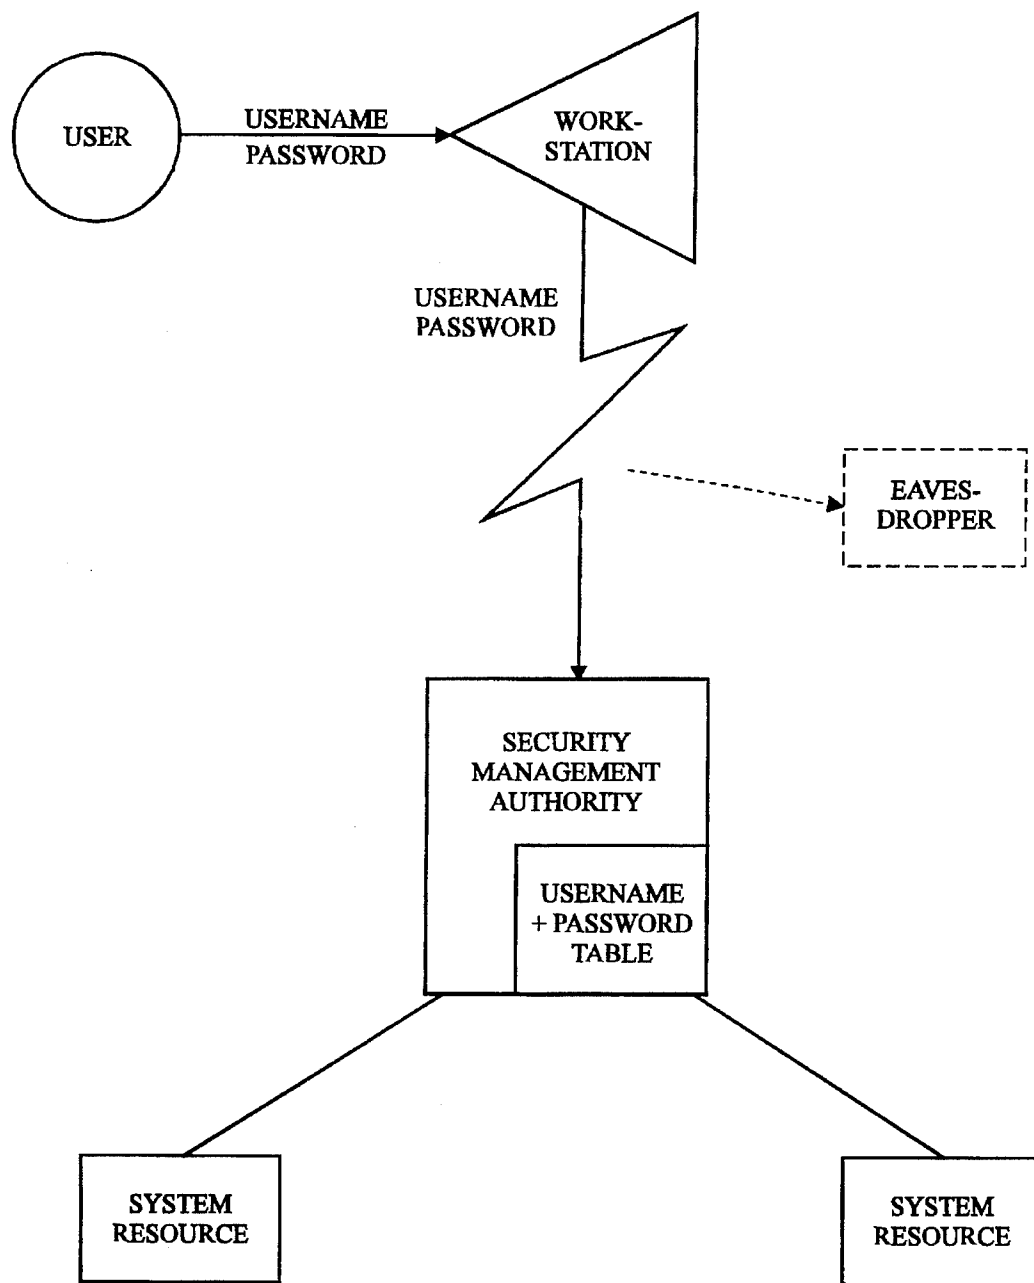 USER
USERNAME
PASSWORD
WORK-
STATION
USERNAME
PASSWORD
EAVES-
DROPPER
SECURITY
MANAGEMENT
AUTHORITY
USERNAME
+ PASSWORD
TABLE
SYSTEM
RESOURCE
SYSTEM
RESOURCE